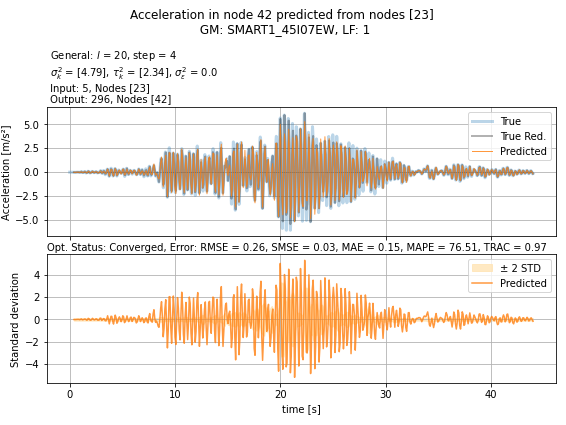 Acceleration in node 42 predicted from nodes [23]
GM: SMART1_45I07EW, LF: 1
General: l = 20, step = 4
σ²ₖ = [4.79], τ²ₖ = [2.34], σ²ε = 0.0
Input: 5, Nodes [23]
Output: 296, Nodes [42]
5.0
2.5
0.0
−2.5
−5.0
Acceleration [m/s²]
True
True Red.
Predicted
Opt. Status: Converged, Error: RMSE = 0.26, SMSE = 0.03, MAE = 0.15, MAPE = 76.51, TRAC = 0.97
4
2
0
−2
−4
Standard deviation
± 2 STD
Predicted
0 10 20 30 40
time [s]